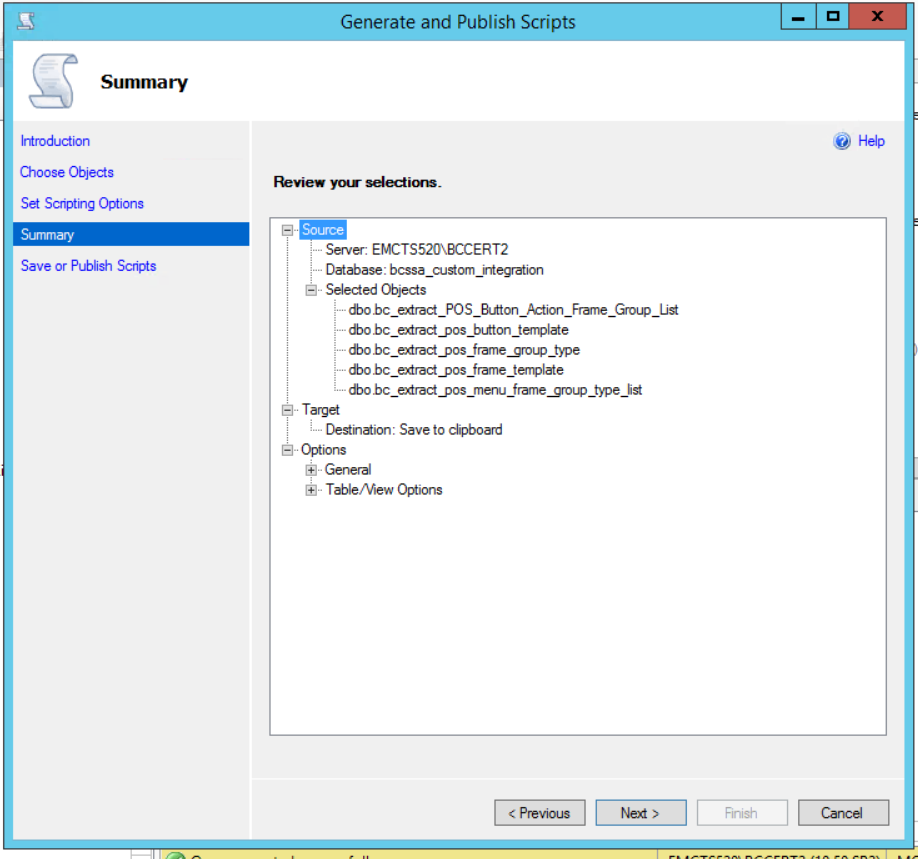 Generate and Publish Scripts
Summary
Introduction
Help
Choose Objects
Review your selections.
Set Scripting Options
Summary
Save or Publish Scripts
Source
Server: EMCTS520\BCCERT2
Database: bcssa_custom_integration
Selected Objects
dbo.bc_extract_POS_Button_Action_Frame_Group_List
dbo.bc_extract_pos_button_template
dbo.bc_extract_pos_frame_group_type
dbo.bc_extract_pos_frame_template
dbo.bc_extract_pos_menu_frame_group_type_list
Target
Destination: Save to clipboard
Options
General
Table/View Options
< Previous Next > Finish Cancel